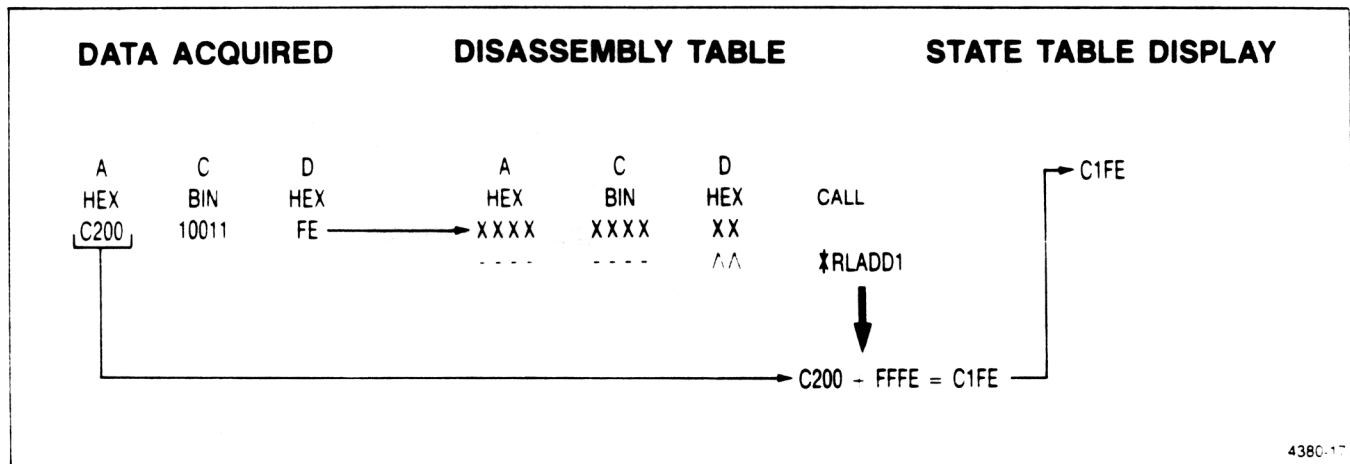 DATA ACQUIRED DISASSEMBLY TABLE STATE TABLE DISPLAY
A C D A C D C1FE
HEX BIN HEX HEX BIN HEX CALL
C200 10011 FE XXXX XXXX XX
- - - - - - - - ^^ *RLADD1
C200 + FFFE = C1FE
4380-17